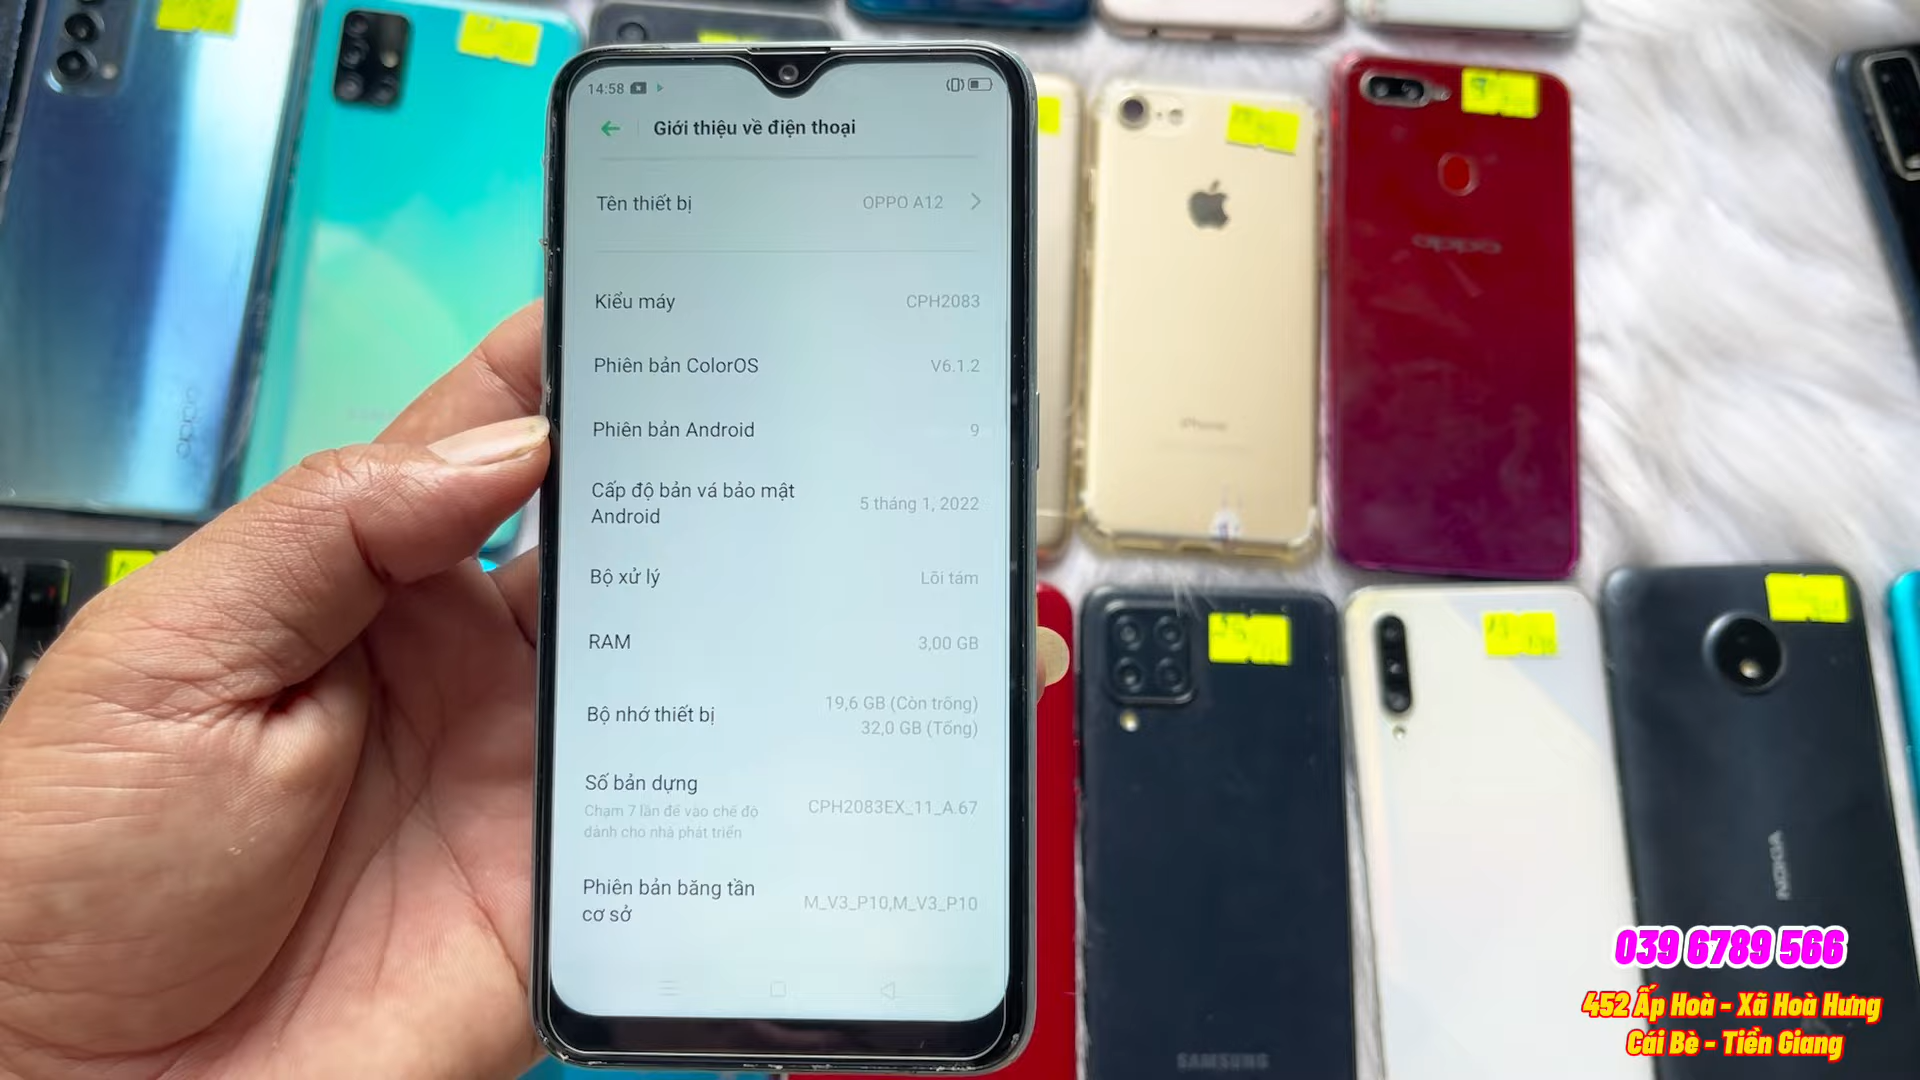 14:58
Giới thiệu về điện thoại
Tên thiết bị
OPPO A12
Kiểu máy
CPH2083
Phiên bản ColorOS
V6.1.2
Phiên bản Android
9
Cấp độ bản vá bảo mật
Android
5 tháng 1, 2022
Bộ xử lý
Lõi tám
RAM
3,00 GB
Bộ nhớ thiết bị
19,6 GB (Còn trống)
32,0 GB (Tổng)
Số bản dựng
Chạm 7 lần để vào chế độ
dành cho nhà phát triển
CPH2083EX_11_A.67
Phiên bản băng tần
cơ sở
M_V3_P10,M_V3_P10
oppo
iPhone
oppo
SAMSUNG
NOKIA
039 6789 566
452 Ấp Hoà - Xã Hoà Hưng
Cái Bè - Tiền Giang